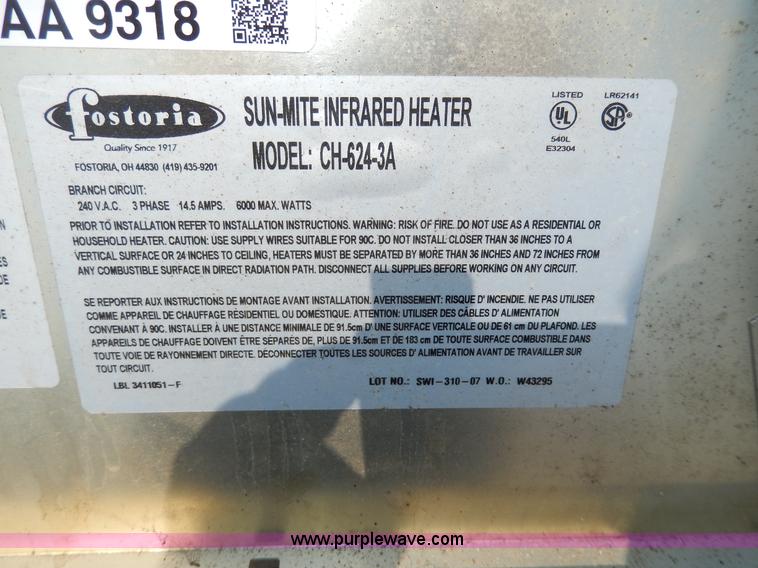 AA 9318
fostoria
Quality Since 1917
FOSTORIA, OH 44830 (419) 435-9201
SUN-MITE INFRARED HEATER
MODEL: CH-624-3A
LISTED
UL
540L
E32304
LR62141
SP
BRANCH CIRCUIT:
240 V.A.C. 3 PHASE 14.5 AMPS. 6000 MAX. WATTS
PRIOR TO INSTALLATION REFER TO INSTALLATION INSTRUCTIONS. WARNING: RISK OF FIRE. DO NOT USE AS A RESIDENTIAL OR
HOUSEHOLD HEATER. CAUTION: USE SUPPLY WIRES SUITABLE FOR 90C. DO NOT INSTALL CLOSER THAN 36 INCHES TO A
VERTICAL SURFACE OR 24 INCHES TO CEILING, HEATERS MUST BE SEPARATED BY MORE THAN 36 INCHES AND 72 INCHES FROM
ANY COMBUSTIBLE SURFACE IN DIRECT RADIATION PATH. DISCONNECT ALL SUPPLIES BEFORE WORKING ON ANY CIRCUIT.
SE REPORTER AUX INSTRUCTIONS DE MONTAGE AVANT INSTALLATION. AVERTISSEMENT: RISQUE D' INCENDIE. NE PAS UTILISER
COMME APPAREIL DE CHAUFFAGE RÉSIDENTIEL OU DOMESTIQUE. ATTENTION: UTILISER DES CÂBLES D' ALIMENTATION
CONVENANT À 90C. INSTALLER À UNE DISTANCE MINIMALE DE 91.5cm D' UNE SURFACE VERTICALE OU DE 61 cm DU PLAFOND. LES
APPAREILS DE CHAUFFAGE DOIVENT ÊTRE SÉPARÉS DE, PLUS DE 91.5cm ET DE 183 cm DE TOUTE SURFACE COMBUSTIBLE DANS
TOUTE VOIE DE RAYONNEMENT DIRECTE. DÉCONNECTER TOUTES LES SOURCES D' ALIMENTATION AVANT DE TRAVAILLER SUR
TOUT CIRCUIT.
LBL 3411051-F
LOT NO.: SWI-310-07 W.O.: W43295
www.purplewave.com